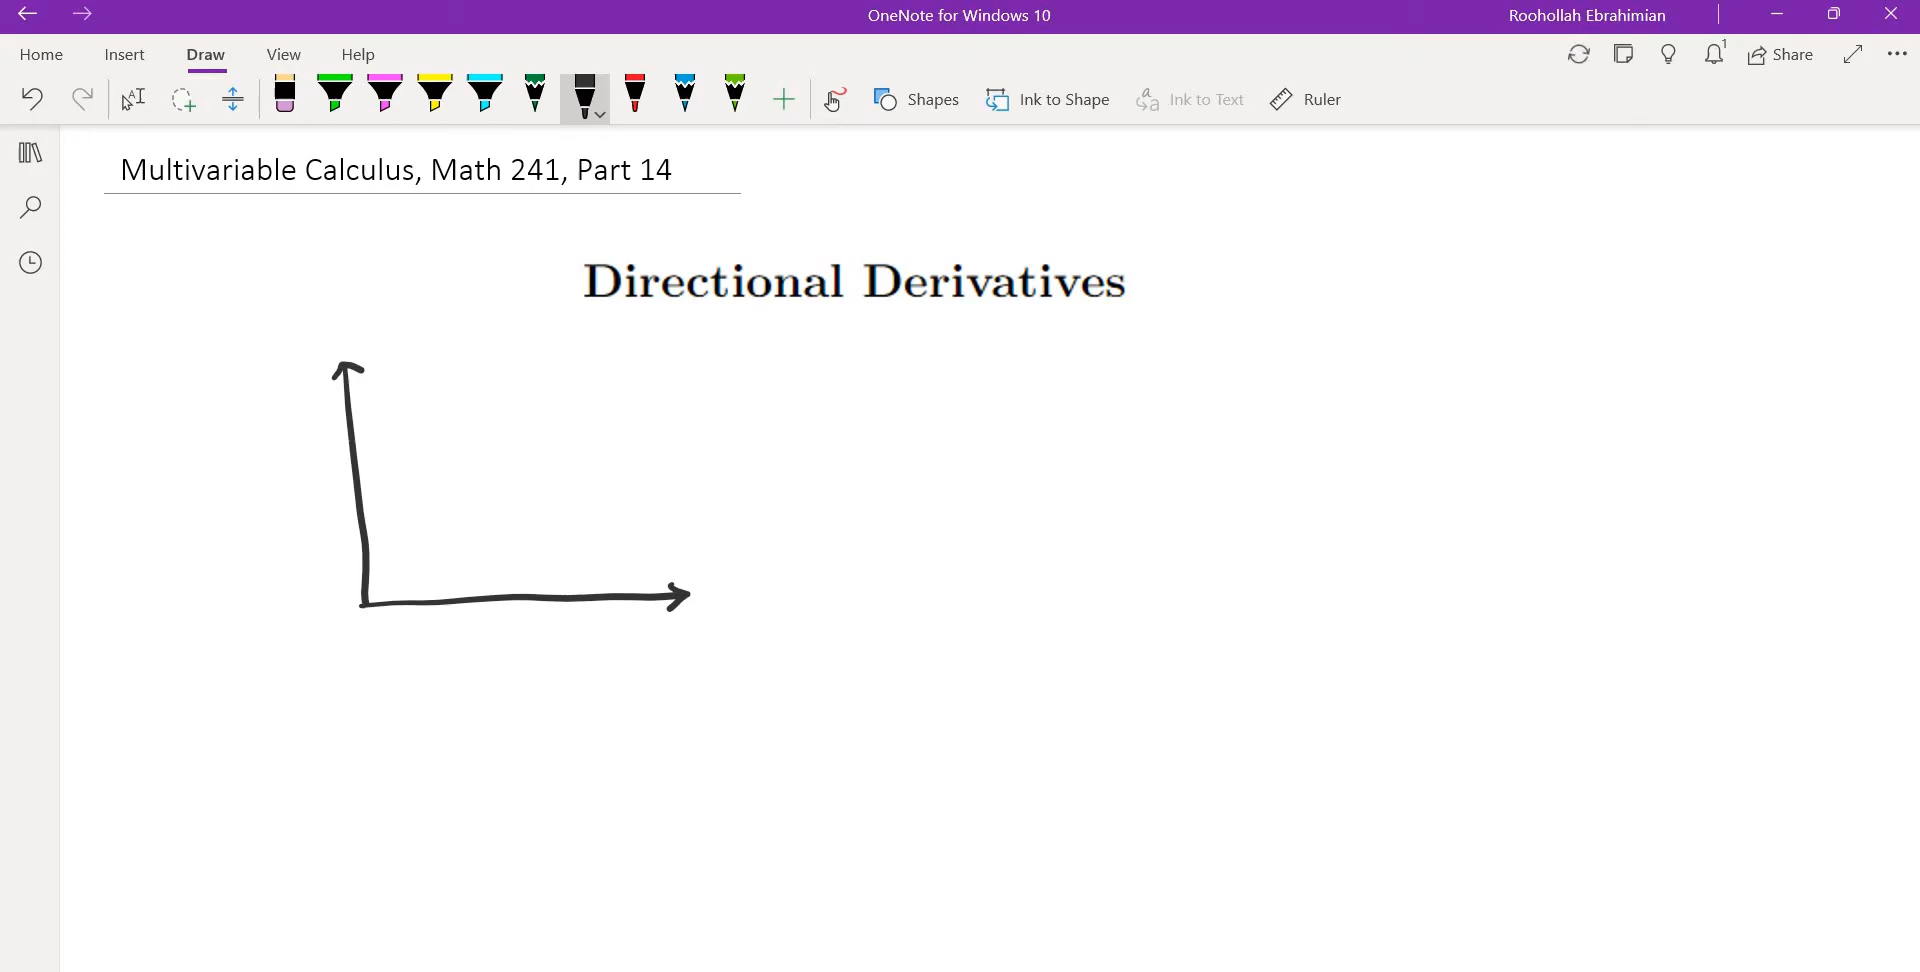 OneNote for Windows 10
Roohollah Ebrahimian
Home Insert Draw View Help
1
Share
Shapes
Ink to Shape
Ink to Text
Ruler
Multivariable Calculus, Math 241, Part 14
Directional Derivatives